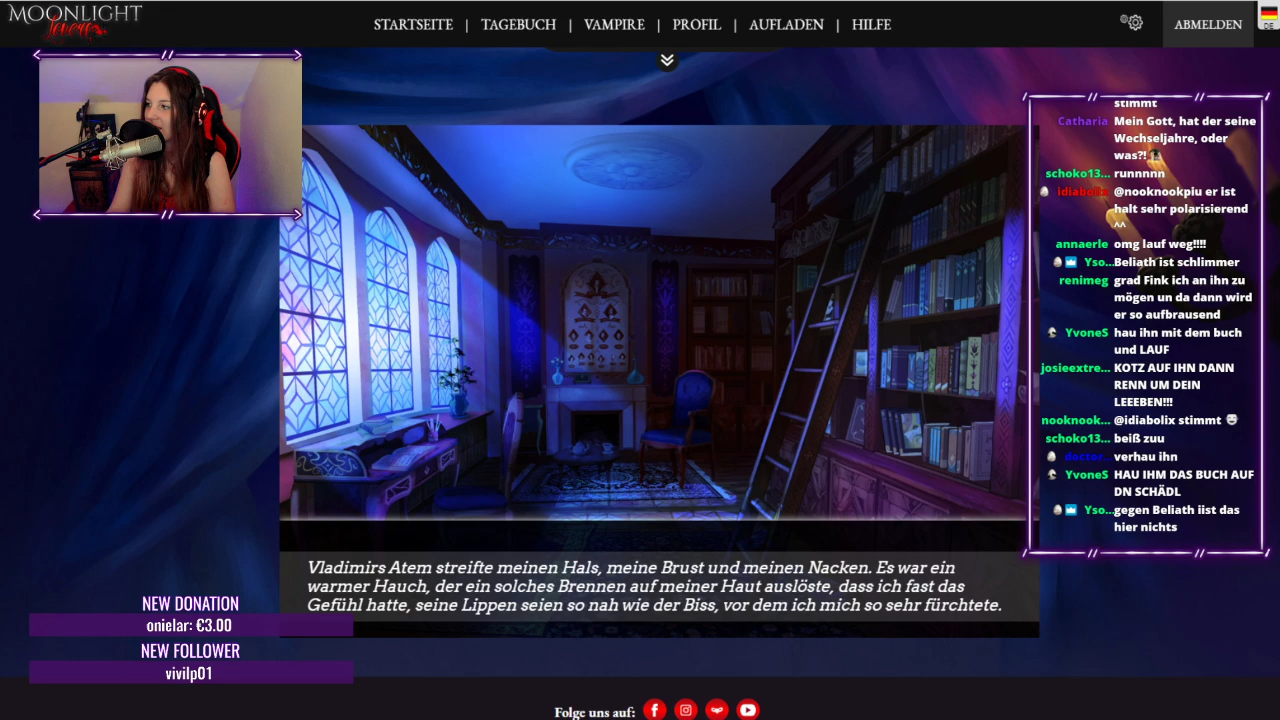 MOONLIGHT
Lovers
STARTSEITE | TAGEBUCH | VAMPIRE | PROFIL | AUFLADEN | HILFE
ABMELDEN
DE
stimmt
Catharia Mein Gott, hat der seine
Wechseljahre, oder
was?!
schoko13... runnnnn
idiabolix @nooknookpiu er ist
halt sehr polarisierend
^^
annaerle omg lauf weg!!!!
Yso... Beliath ist schlimmer
renimeg grad Fink ich an ihn zu
mögen un da dann wird
er so aufbrausend
YvoneS hau ihn mit dem buch
und LAUF
josieextre... KOTZ AUF IHN DANN
RENN UM DEIN
LEEEBEN!!!
nooknook... @idiabolix stimmt
schoko13... beiß zuu
doctor... verhau ihn
YvoneS HAU IHM DAS BUCH AUF
DN SCHÄDL
Yso... gegen Beliath iist das
hier nichts
Vladimirs Atem streifte meinen Hals, meine Brust und meinen Nacken. Es war ein
warmer Hauch, der ein solches Brennen auf meiner Haut auslöste, dass ich fast das
Gefühl hatte, seine Lippen seien so nah wie der Biss, vor dem ich mich so sehr fürchtete.
NEW DONATION
onielar: €3.00
NEW FOLLOWER
vivilp01
Folge uns auf: